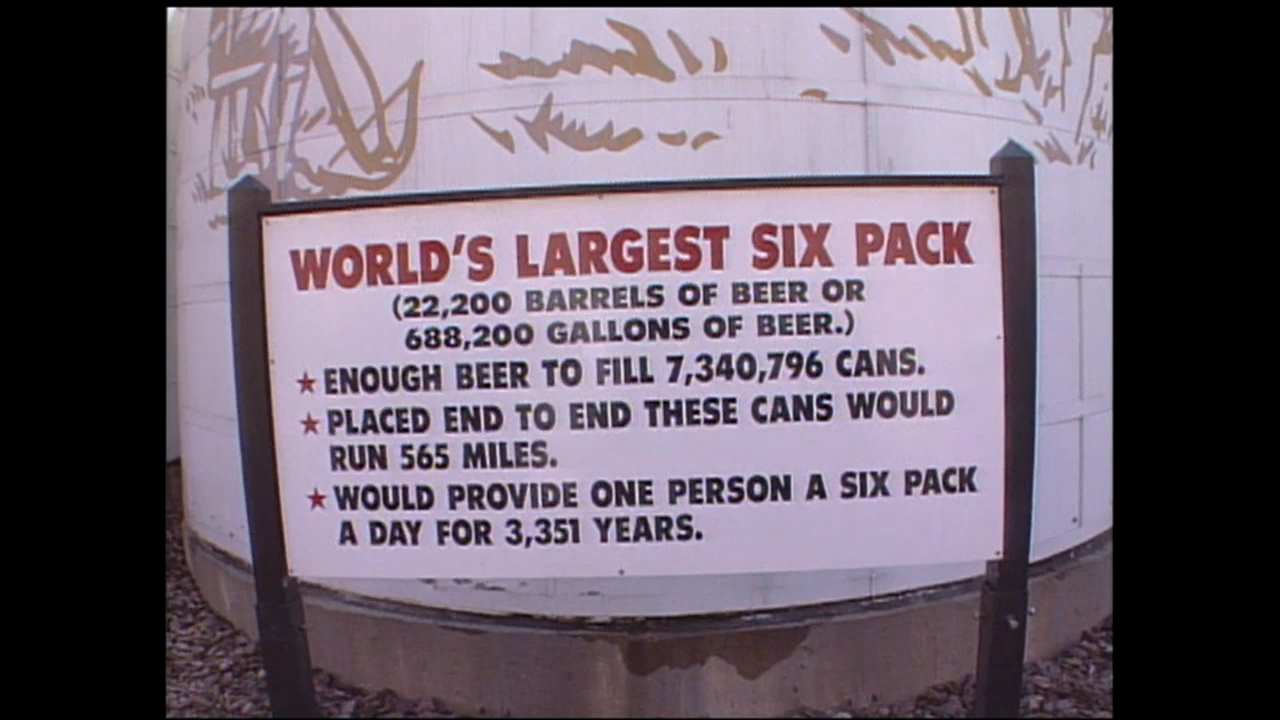 WORLD'S LARGEST SIX PACK
(22,200 BARRELS OF BEER OR
688,200 GALLONS OF BEER.)
★ ENOUGH BEER TO FILL 7,340,796 CANS.
★ PLACED END TO END THESE CANS WOULD
RUN 565 MILES.
★ WOULD PROVIDE ONE PERSON A SIX PACK
A DAY FOR 3,351 YEARS.